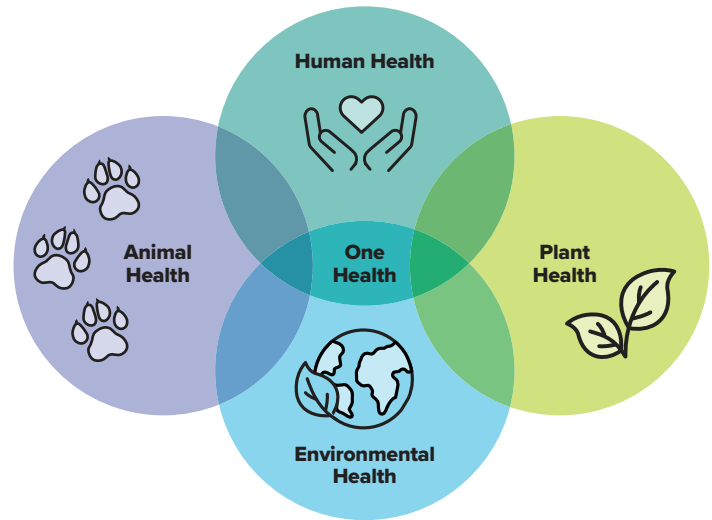 Human Health
Animal
Health
One
Health
Plant
Health
Environmental
Health